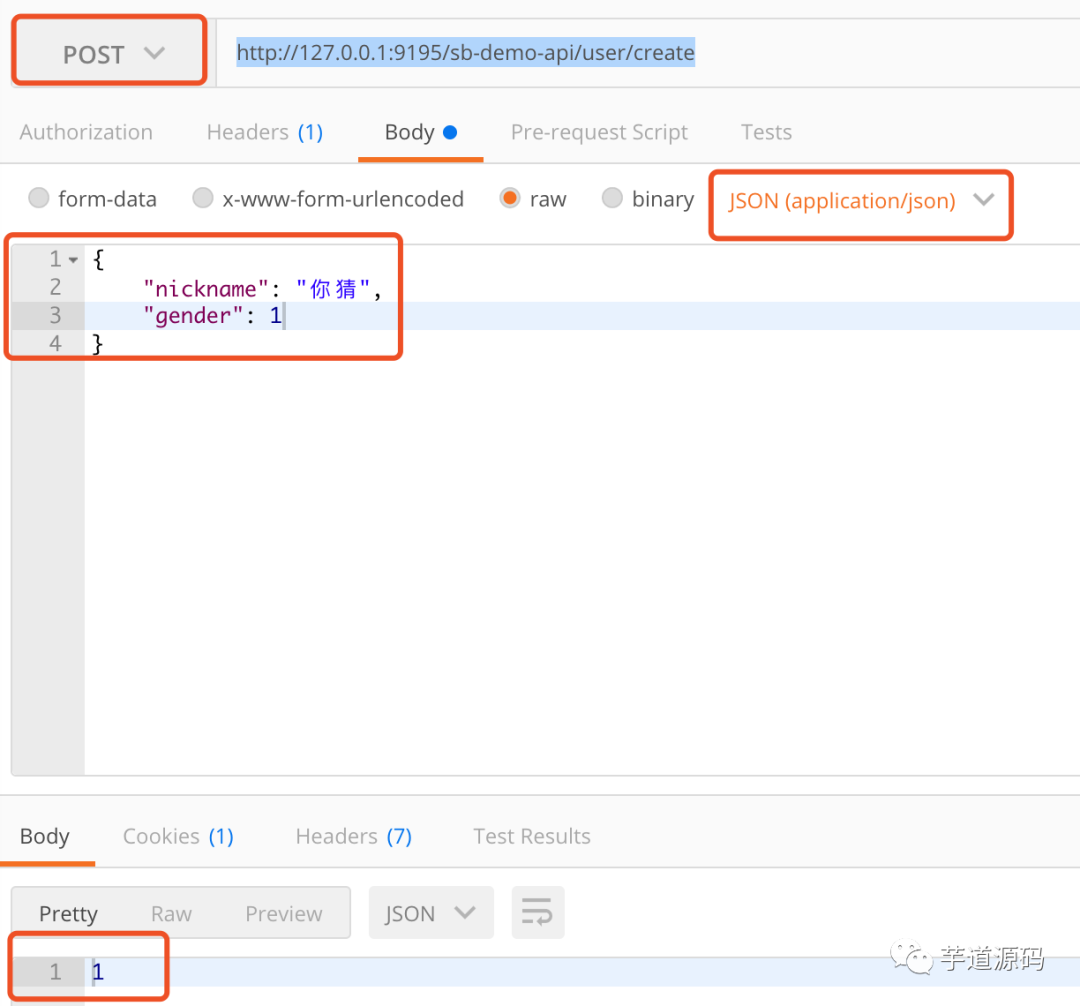 POST http://127.0.0.1:9195/sb-demo-api/user/create
Authorization Headers (1) Body Pre-request Script Tests
form-data x-www-form-urlencoded raw binary JSON (application/json)
1 {
2 "nickname": "你猜",
3 "gender": 1
4 }
Body Cookies (1) Headers (7) Test Results
Pretty Raw Preview JSON
1 1
芋道源码